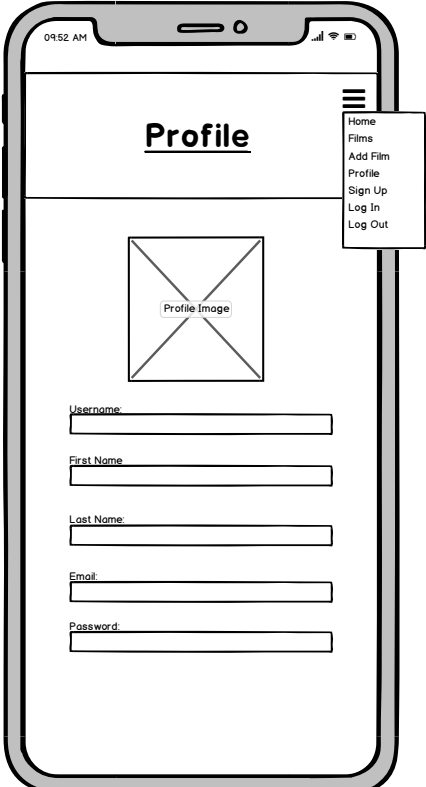 09:52 AM
Profile
Home
Films
Add Film
Profile
Sign Up
Log In
Log Out
Profile Image
Username:
First Name
Last Name:
Email:
Password: